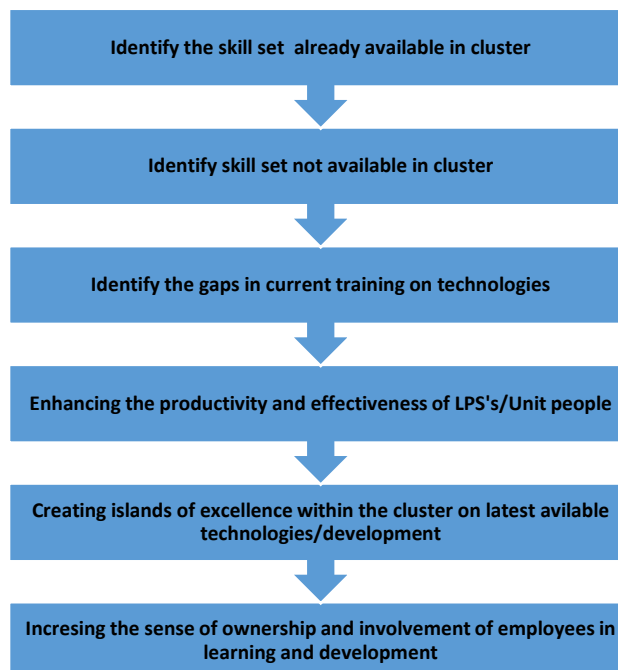 Identify the skill set  already available in cluster
Identify skill set not available in cluster
Identify the gaps in current training on technologies
Enhancing the productivity and effectiveness of LPS's/Unit people
Creating islands of excellence within the cluster on latest avilable
technologies/development
Incresing the sense of ownership and involvement of employees in
learning and development